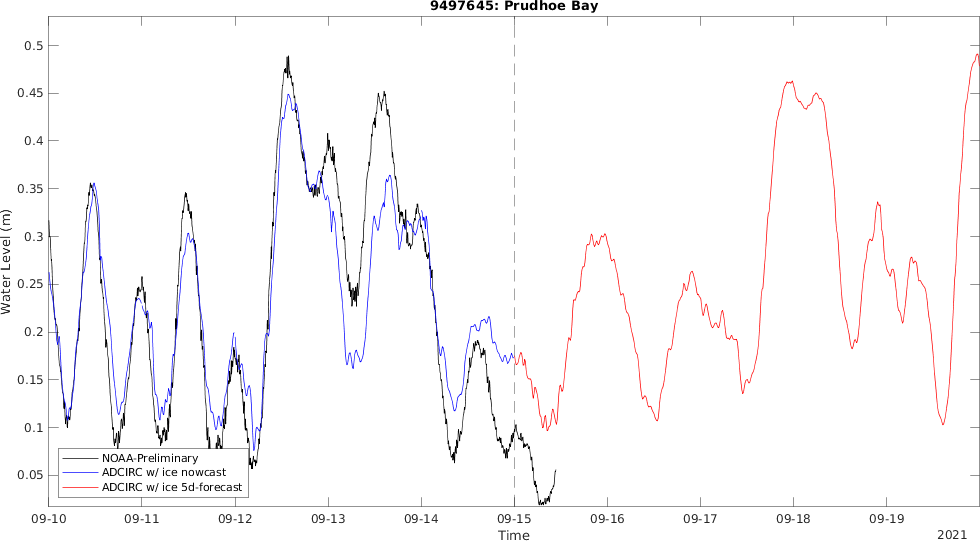 9497645: Prudhoe Bay
Water Level (m)
0.5
0.45
0.4
0.35
0.3
0.25
0.2
0.15
0.1
0.05
NOAA-Preliminary
ADCIRC w/ ice nowcast
ADCIRC w/ ice 5d-forecast
09-10 09-11 09-12 09-13 09-14 09-15 09-16 09-17 09-18 09-19
Time
2021